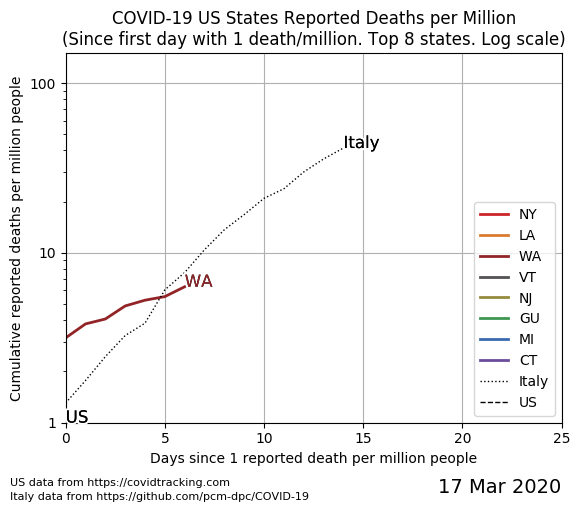 COVID-19 US States Reported Deaths per Million
(Since first day with 1 death/million. Top 8 states. Log scale)
Cumulative reported deaths per million people
100
10
1
Italy
WA
US
NY
LA
WA
VT
NJ
GU
MI
CT
Italy
US
0 5 10 15 20 25
Days since 1 reported death per million people
US data from https://covidtracking.com
Italy data from https://github.com/pcm-dpc/COVID-19
17 Mar 2020